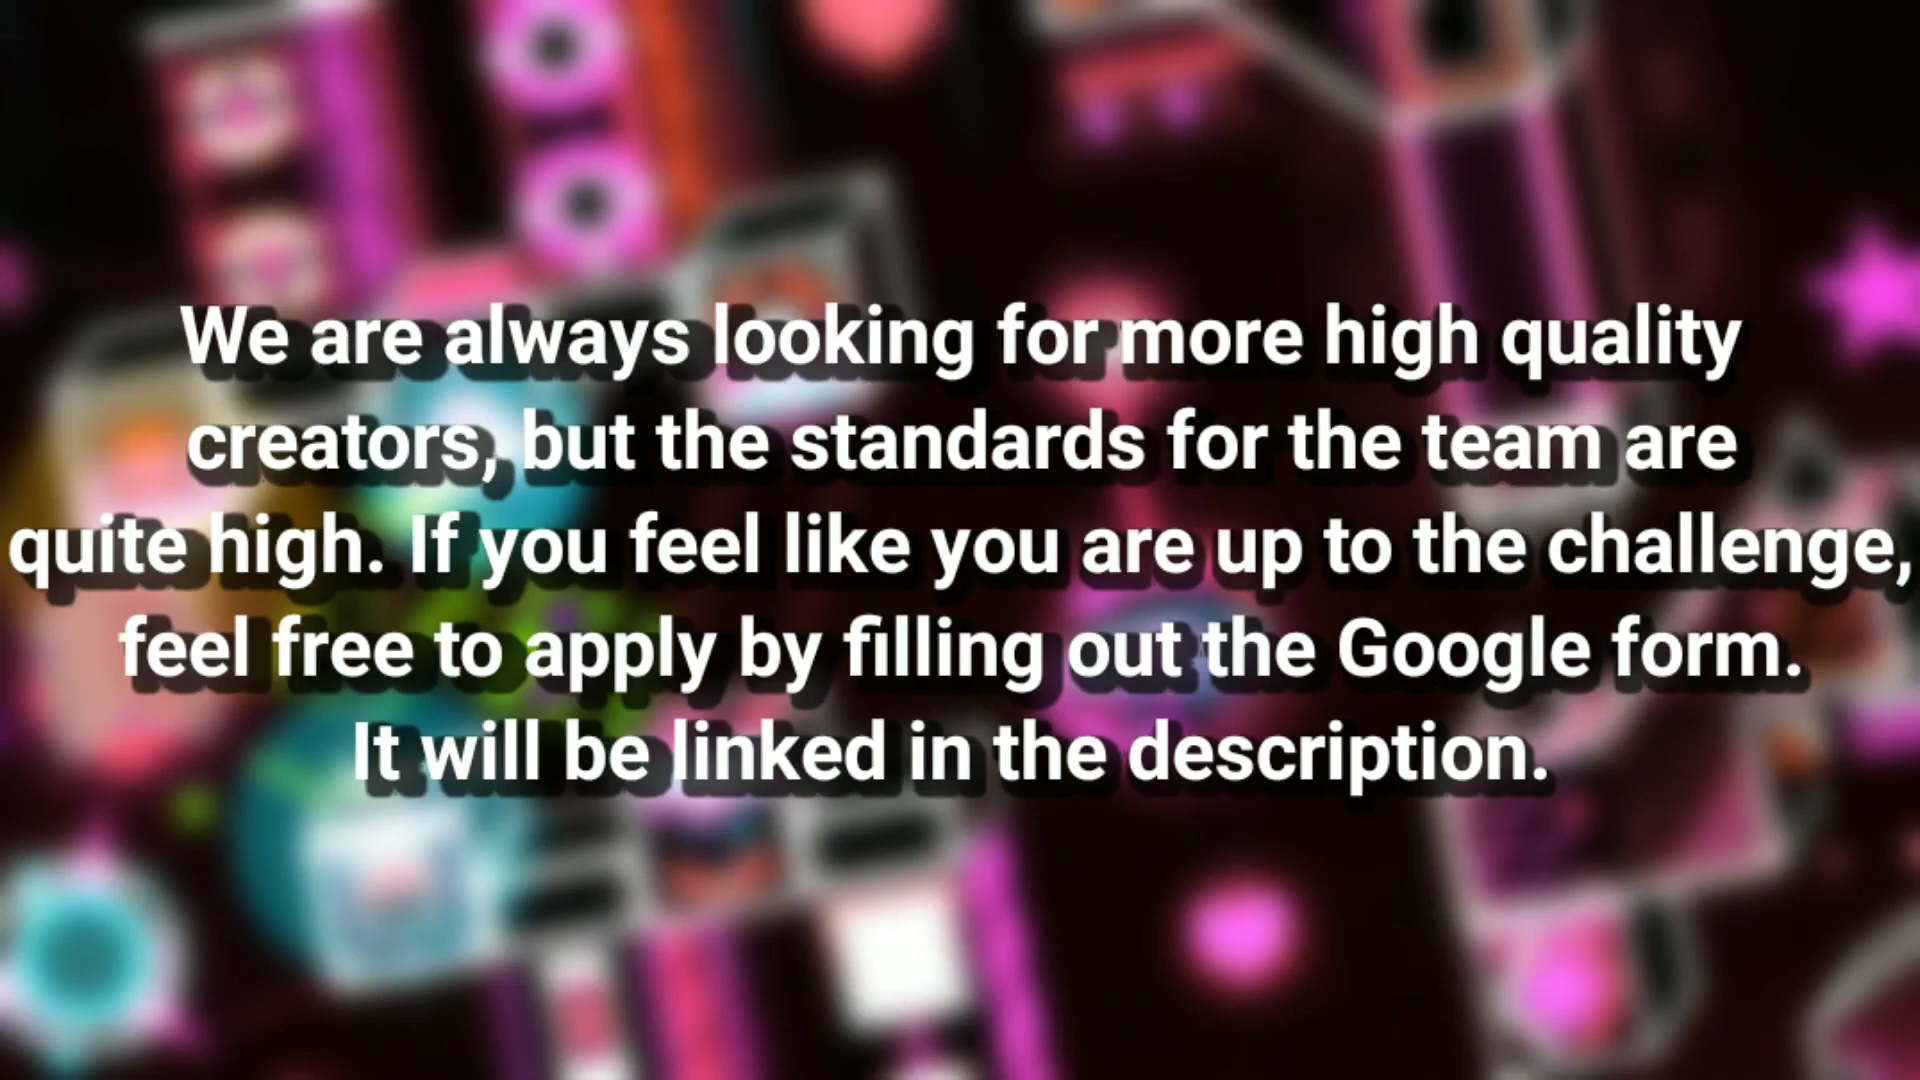 We are always looking for more high quality
creators, but the standards for the team are
quite high. If you feel like you are up to the challenge,
feel free to apply by filling out the Google form.
It will be linked in the description.